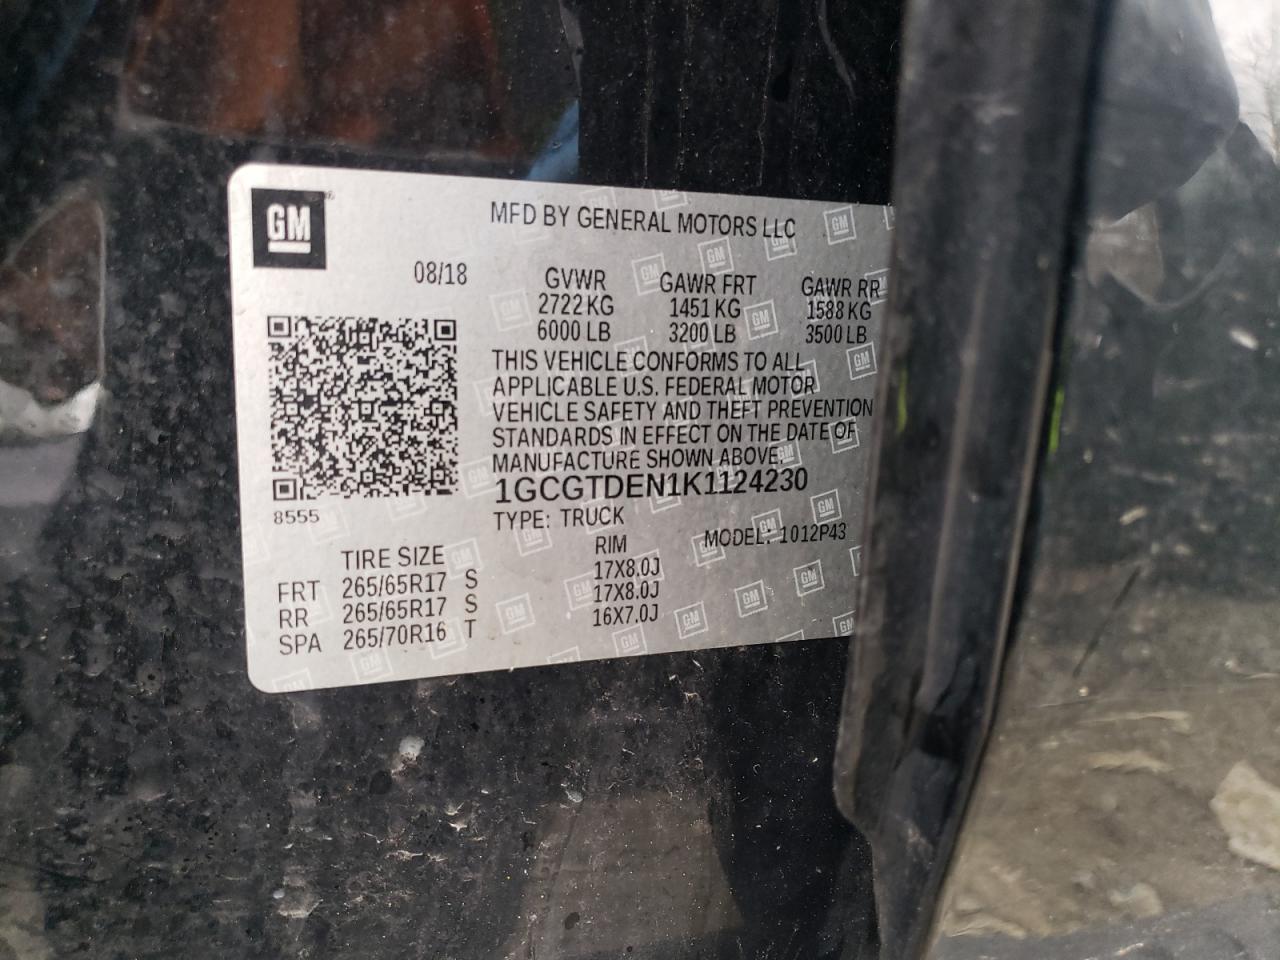 GM
MFD BY GENERAL MOTORS LLC
08/18
GVWR GAWR FRT GAWR RR
2722 KG 1451 KG 1588 KG
6000 LB 3200 LB 3500 LB
THIS VEHICLE CONFORMS TO ALL
APPLICABLE U.S. FEDERAL MOTOR
VEHICLE SAFETY AND THEFT PREVENTION
STANDARDS IN EFFECT ON THE DATE OF
MANUFACTURE SHOWN ABOVE.
1GCGTDEN1K1124230
8555
TYPE: TRUCK
MODEL: 1012P43
TIRE SIZE RIM
FRT 265/65R17 S 17X8.0J
RR 265/65R17 S 17X8.0J
SPA 265/70R16 T 16X7.0J